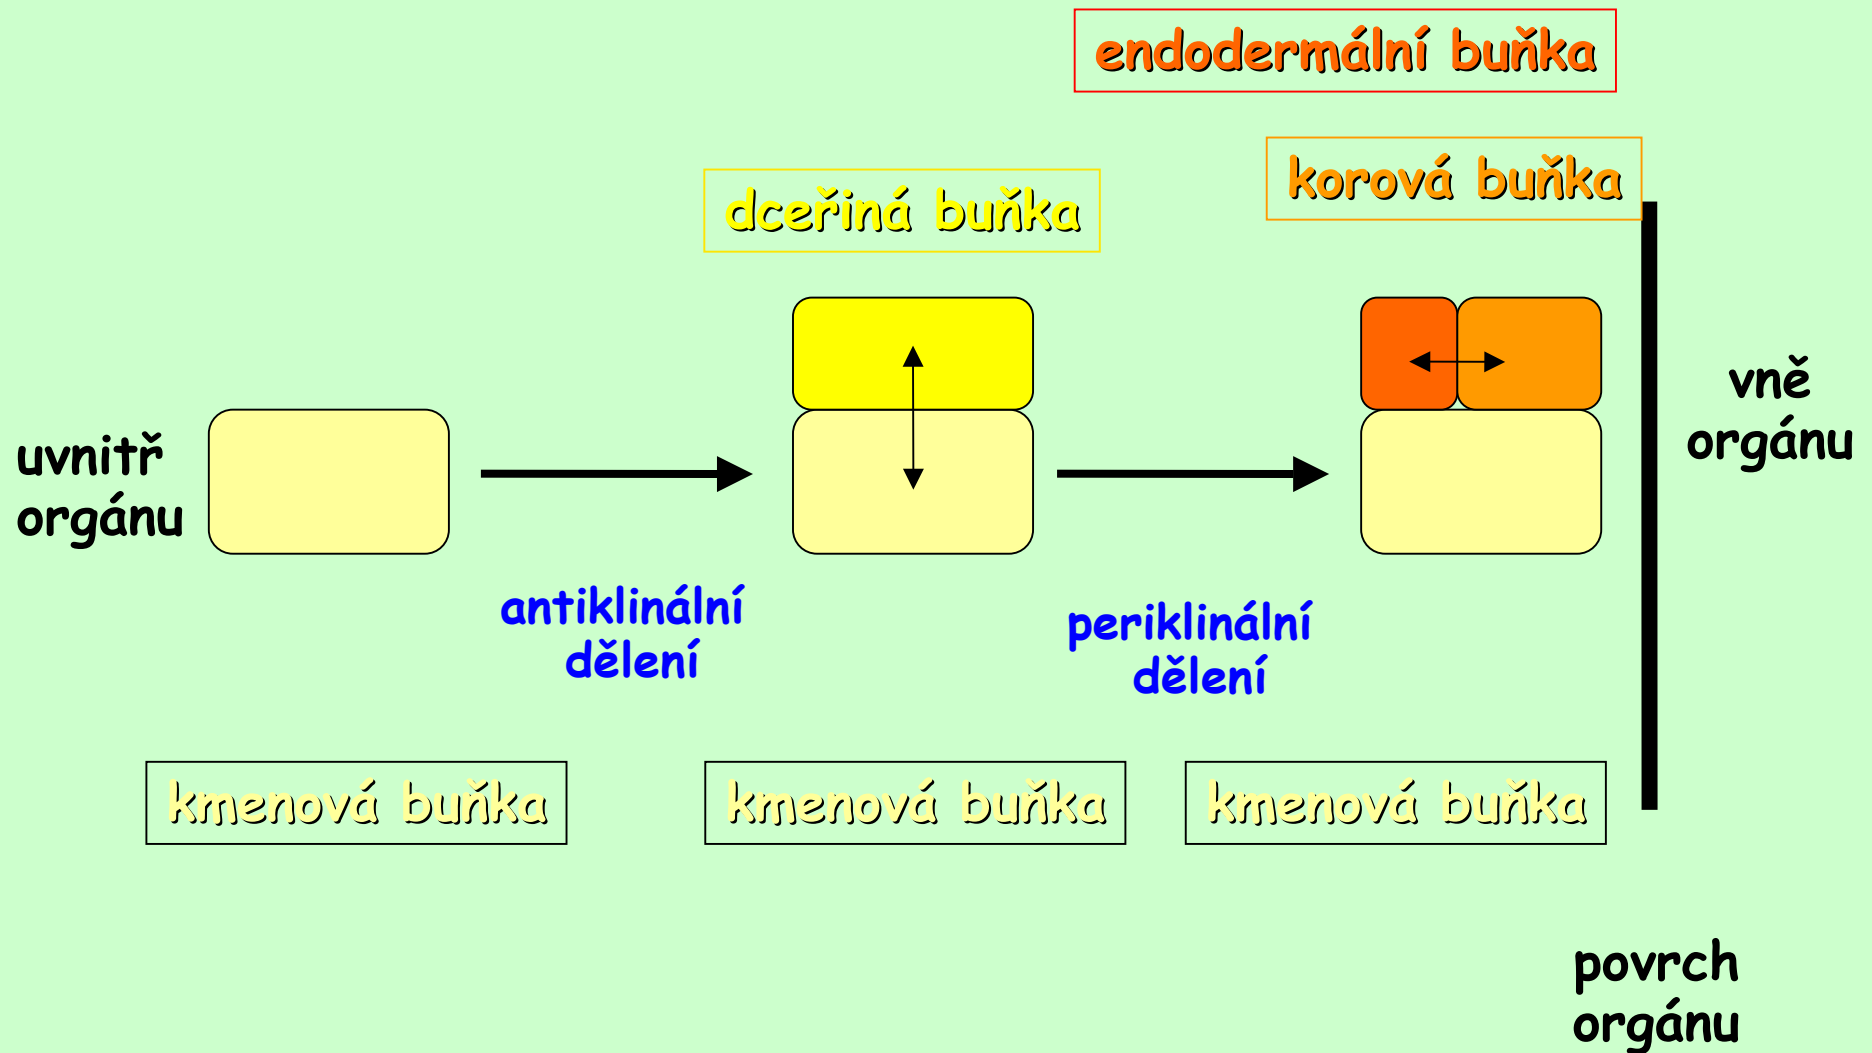 endodermální buňka
korová buňka
dceřiná buňka
vně
orgánu
uvnitř
orgánu
antiklinální
dělení
periklinální
dělení
kmenová buňka
kmenová buňka
kmenová buňka
povrch
orgánu